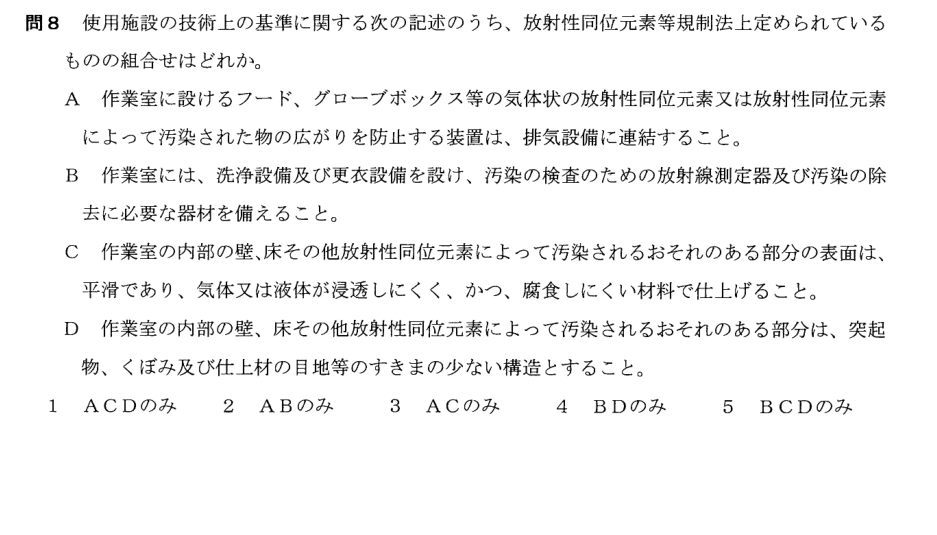 問８　使用施設の技術上の基準に関する次の記述のうち、放射性同位元素等規制法上定められている
ものの組合せはどれか。
Ａ　作業室に設けるフード、グローブボックス等の気体状の放射性同位元素又は放射性同位元素
によって汚染された物の広がりを防止する装置は、排気設備に連結すること。
Ｂ　作業室には、洗浄設備及び更衣設備を設け、汚染の検査のための放射線測定器及び汚染の除
去に必要な器材を備えること。
Ｃ　作業室の内部の壁、床その他放射性同位元素によって汚染されるおそれのある部分の表面は、
平滑であり、気体又は液体が浸透しにくく、かつ、腐食しにくい材料で仕上げること。
Ｄ　作業室の内部の壁、床その他放射性同位元素によって汚染されるおそれのある部分は、突起
物、くぼみ及び仕上材の目地等のすきまの少ない構造とすること。
１　ＡＣＤのみ　　２　ＡＢのみ　　３　ＡＣのみ　　４　ＢＤのみ　　５　ＢＣＤのみ